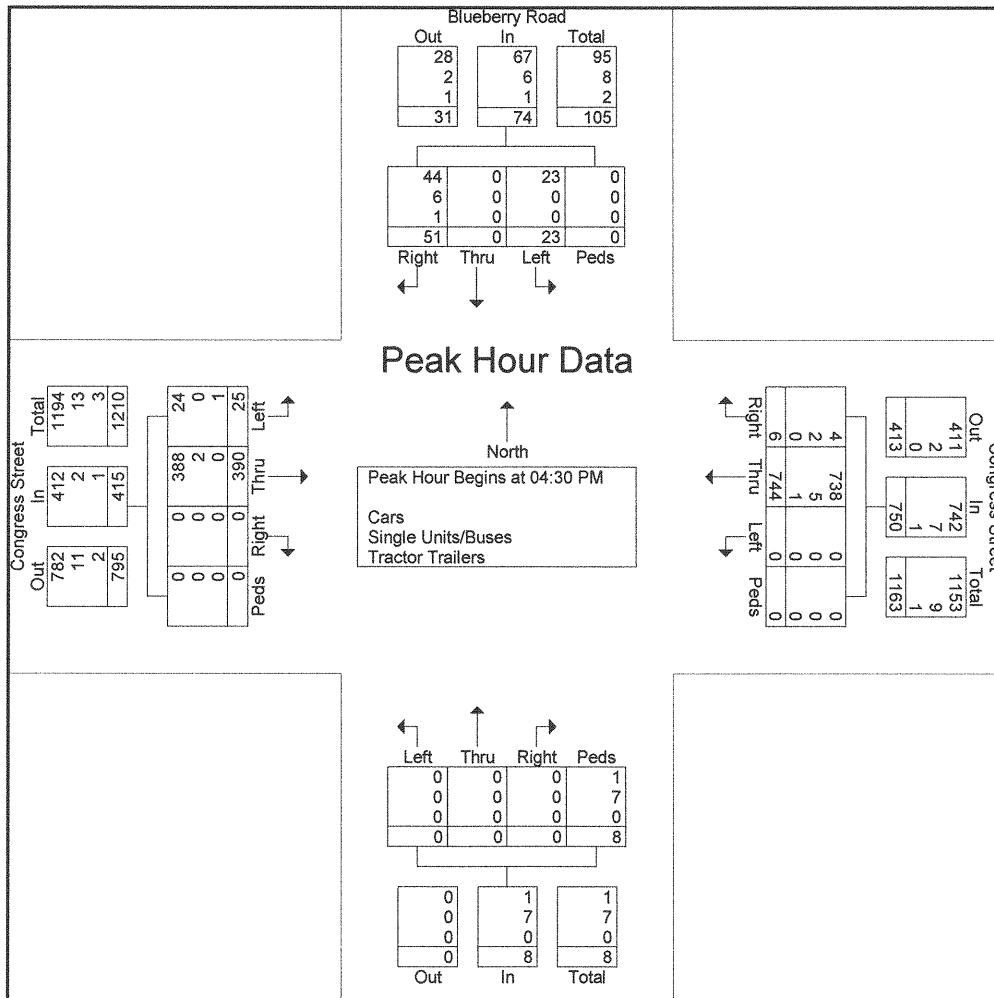 Blueberry Road
Out In Total
28 67 95
2 6 8
1 1 2
31 74 105
44 0 23 0
6 0 0 0
1 0 0 0
51 0 23 0
Right Thru Left Peds
Peak Hour Data
North
Peak Hour Begins at 04:30 PM
Cars
Single Units/Buses
Tractor Trailers
Congress Street
Total In Out
1194 412 782
13 2 11
3 1 2
1210 415 795
24 388 0 0
0 2 0 0
1 0 0 0
25 390 0 0
Left Thru Right Peds
Out In Total
411 742 1153
2 7 9
0 1 1
413 750 1163
4 738 0 0
2 5 0 0
0 1 0 0
6 744 0 0
Right Thru Left Peds
Left Thru Right Peds
0 0 0 1
0 0 0 7
0 0 0 0
0 0 0 8
0 1 1
0 7 7
0 0 0
0 8 8
Out In Total